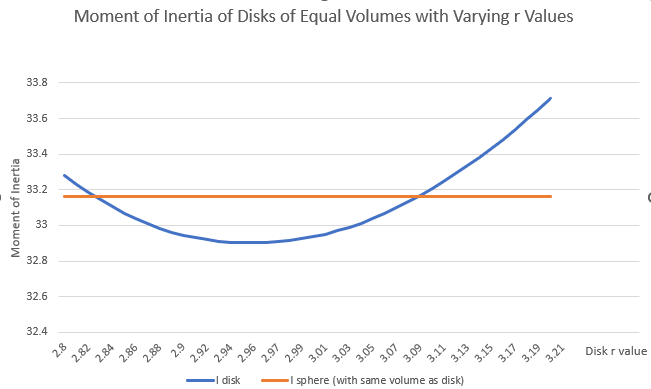 Moment of Inertia of Disks of Equal Volumes with Varying r Values
33.8
33.6
33.4
33.2
33
32.8
32.6
32.4
Moment of Inertia
2.8 2.82 2.84 2.86 2.88 2.9 2.92 2.94 2.96 2.97 2.99 3.01 3.03 3.05 3.07 3.09 3.11 3.13 3.15 3.17 3.19 3.21
Disk r value
I disk I sphere (with same volume as disk)